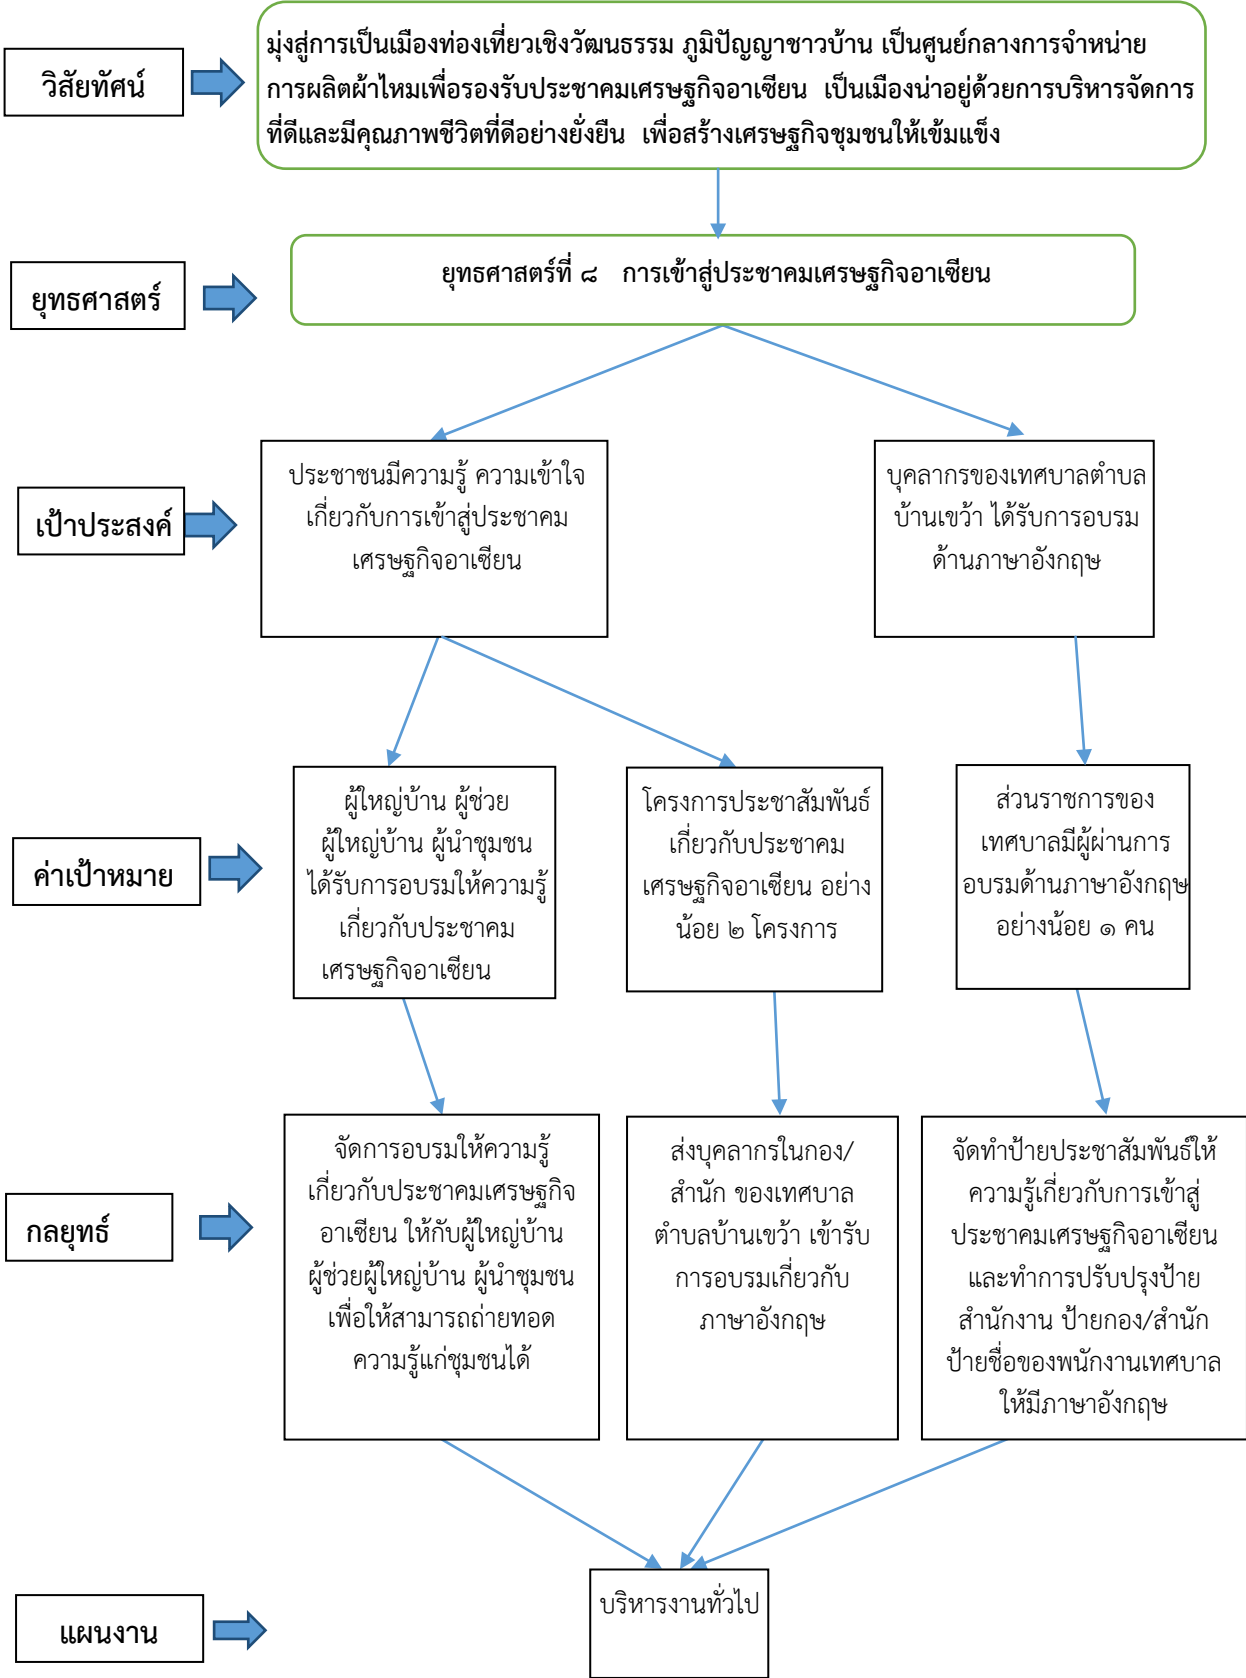 วิสัยทัศน์
มุ่งสู่การเป็นเมืองท่องเที่ยวเชิงวัฒนธรรม ภูมิปัญญาชาวบ้าน เป็นศูนย์กลางการจำหน่าย
การผลิตผ้าไหมเพื่อรองรับประชาคมเศรษฐกิจอาเซียน เป็นเมืองน่าอยู่ด้วยการบริหารจัดการ
ที่ดีและมีคุณภาพชีวิตที่ดีอย่างยั่งยืน เพื่อสร้างเศรษฐกิจชุมชนให้เข้มแข็ง
ยุทธศาสตร์
ยุทธศาสตร์ที่ ๘ การเข้าสู่ประชาคมเศรษฐกิจอาเซียน
เป้าประสงค์
ประชาชนมีความรู้ ความเข้าใจ
เกี่ยวกับการเข้าสู่ประชาคม
เศรษฐกิจอาเซียน
บุคลากรของเทศบาลตำบล
บ้านเขว้า ได้รับการอบรม
ด้านภาษาอังกฤษ
ค่าเป้าหมาย
ผู้ใหญ่บ้าน ผู้ช่วย
ผู้ใหญ่บ้าน ผู้นำชุมชน
ได้รับการอบรมให้ความรู้
เกี่ยวกับประชาคม
เศรษฐกิจอาเซียน
โครงการประชาสัมพันธ์
เกี่ยวกับประชาคม
เศรษฐกิจอาเซียน อย่าง
น้อย ๒ โครงการ
ส่วนราชการของ
เทศบาลมีผู้ผ่านการ
อบรมด้านภาษาอังกฤษ
อย่างน้อย ๑ คน
กลยุทธ์
จัดการอบรมให้ความรู้
เกี่ยวกับประชาคมเศรษฐกิจ
อาเซียน ให้กับผู้ใหญ่บ้าน
ผู้ช่วยผู้ใหญ่บ้าน ผู้นำชุมชน
เพื่อให้สามารถถ่ายทอด
ความรู้แก่ชุมชนได้
ส่งบุคลากรในกอง/
สำนัก ของเทศบาล
ตำบลบ้านเขว้า เข้ารับ
การอบรมเกี่ยวกับ
ภาษาอังกฤษ
จัดทำป้ายประชาสัมพันธ์ให้
ความรู้เกี่ยวกับการเข้าสู่
ประชาคมเศรษฐกิจอาเซียน
และทำการปรับปรุงป้าย
สำนักงาน ป้ายกอง/สำนัก
ป้ายชื่อของพนักงานเทศบาล
ให้มีภาษาอังกฤษ
แผนงาน
บริหารงานทั่วไป